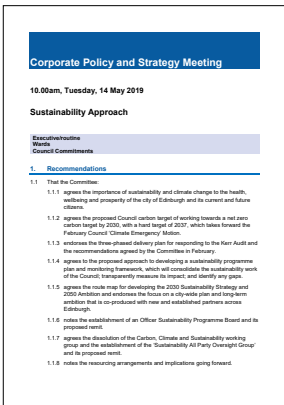 Corporate Policy and Strategy Meeting
10.00am, Tuesday, 14 May 2019
Sustainability Approach
Executive/routine
Wards
Council Commitments
1. Recommendations
1.1 That the Committee:
1.1.1 agrees the importance of sustainability and climate change to the health,
wellbeing and prosperity of the city of Edinburgh and its current and future
citizens.
1.1.2 agrees the proposed Council carbon target of working towards a net zero
carbon target by 2030, with a hard target of 2037, which takes forward the
February Council 'Climate Emergency' Motion.
1.1.3 endorses the three-phased delivery plan for responding to the Kerr Audit and
the recommendations agreed by the Committee in February.
1.1.4 agrees to the proposed approach to developing a sustainability programme
plan and monitoring framework, which will consolidate the sustainability work
of the Council; transparently measure its impact; and identify any gaps.
1.1.5 agrees the route map for developing the 2030 Sustainability Strategy and
2050 Ambition and endorses the focus on a city-wide plan and long-term
ambition that is co-produced with new and established partners across
Edinburgh.
1.1.6 notes the establishment of an Officer Sustainability Programme Board and its
proposed remit.
1.1.7 agrees the dissolution of the Carbon, Climate and Sustainability working
group and the establishment of the 'Sustainability All Party Oversight Group'
and its proposed remit.
1.1.8 notes the resourcing arrangements and implications going forward.